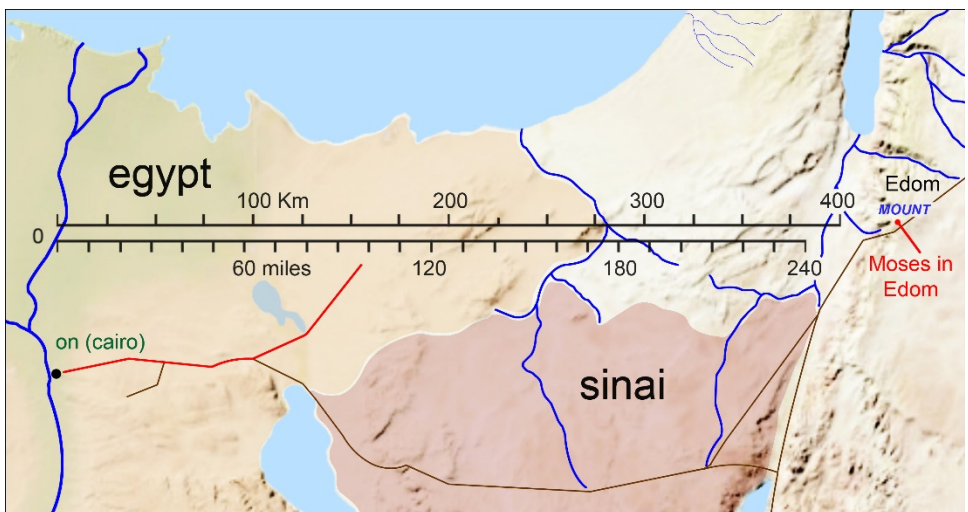 egypt
100 Km 200 300 400
0
60 miles 120 180 240
Edom
MOUNT
Moses in
Edom
on (cairo)
sinai